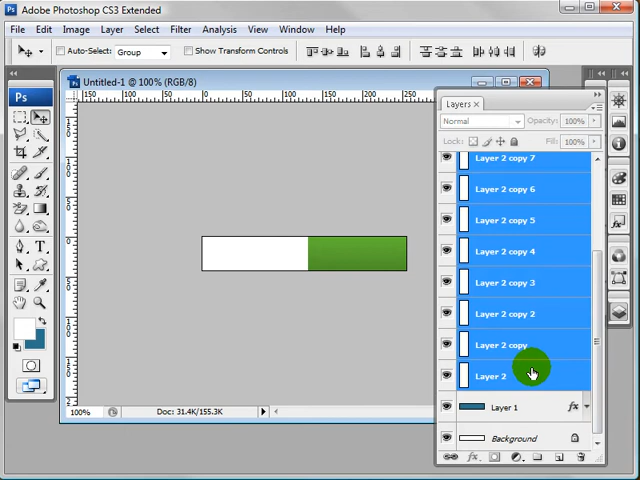 Ps Adobe Photoshop CS3 Extended
File Edit Image Layer Select Filter Analysis View Window Help
Auto-Select: Group Show Transform Controls
Ps
Untitled-1 @ 100% (RGB/8)
150 100 50 0 50 100 150 200 250
Layers x
Normal Opacity: 100%
Lock: Fill: 100%
Layer 2 copy 7
Layer 2 copy 6
Layer 2 copy 5
Layer 2 copy 4
Layer 2 copy 3
Layer 2 copy 2
Layer 2 copy
Layer 2
Layer 1 fx
Background
100% Doc: 31.4K/155.3K